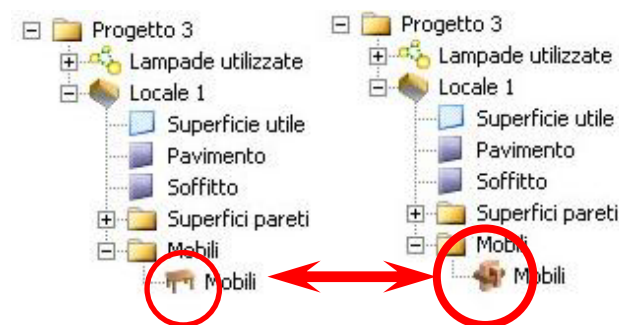 Progetto 3
Lampade utilizzate
Locale 1
Superficie utile
Pavimento
Soffitto
Superfici pareti
Mobili
Mobili
Progetto 3
Lampade utilizzate
Locale 1
Superficie utile
Pavimento
Soffitto
Superfici pareti
Mobili
Mobili